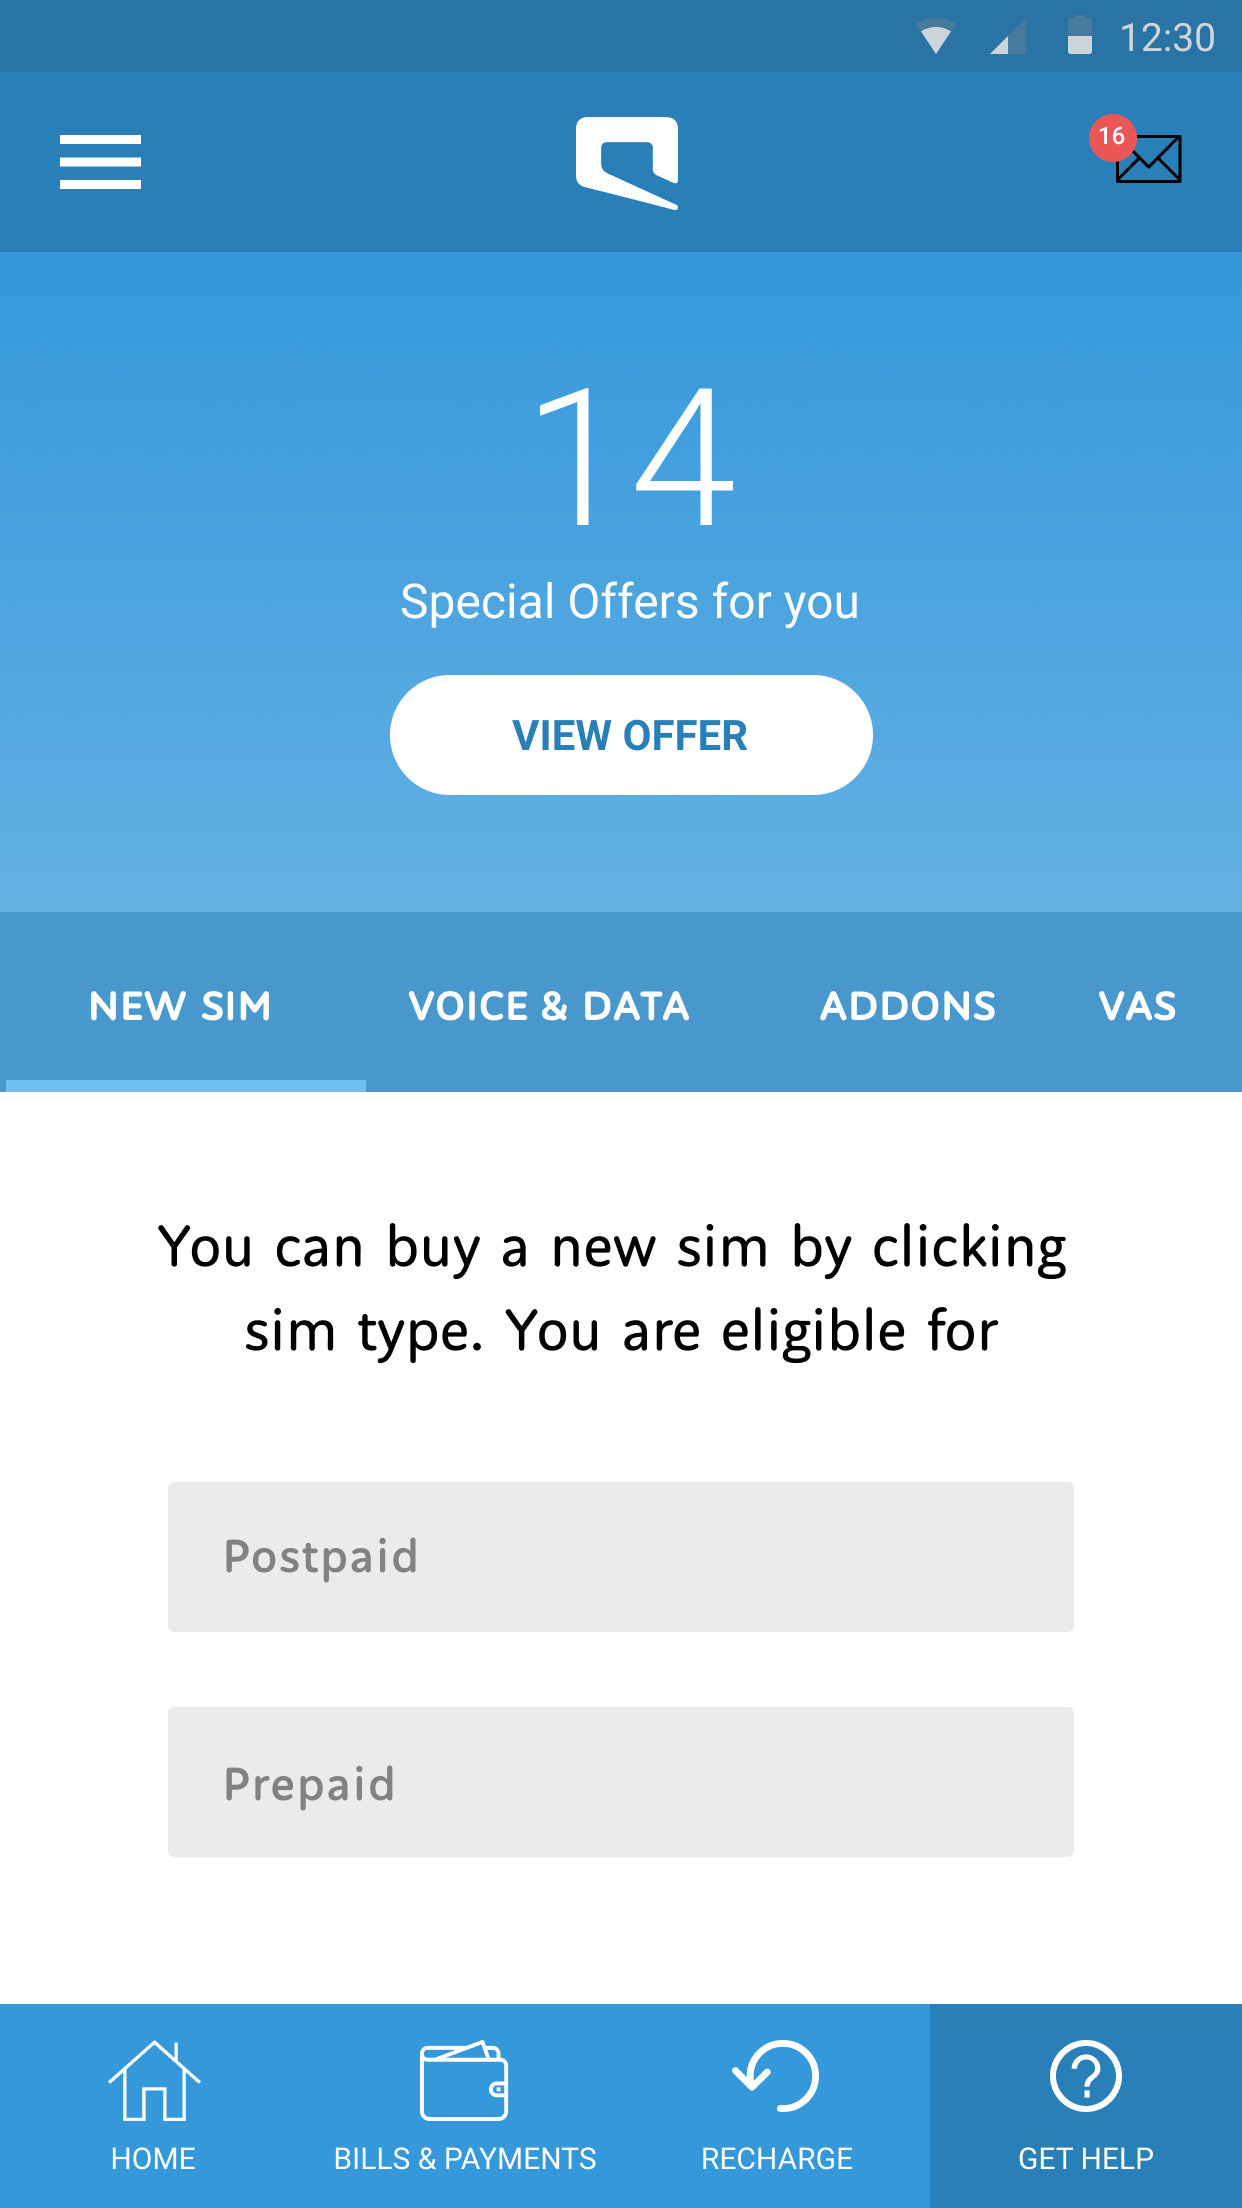 12:30
16
14
Special Offers for you
VIEW OFFER
NEW SIM VOICE & DATA ADDONS VAS
You can buy a new sim by clicking
sim type. You are eligible for
Postpaid
Prepaid
HOME BILLS & PAYMENTS RECHARGE GET HELP